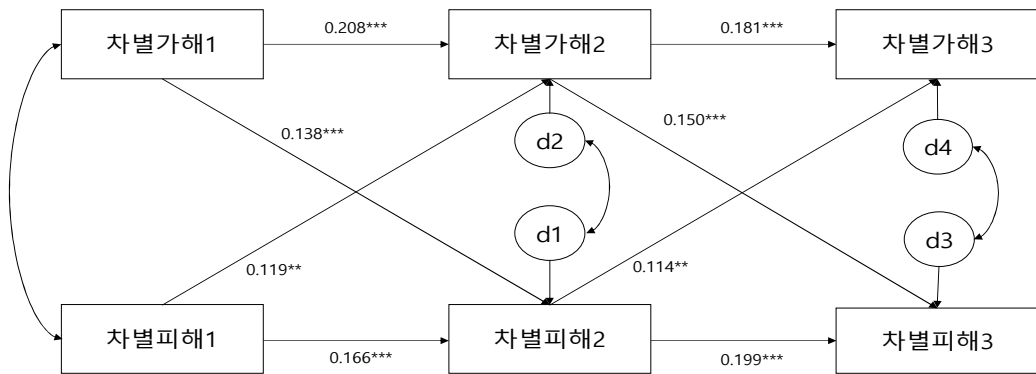 차별가해1
0.208***
차별가해2
0.181***
차별가해3
0.138***
d2
0.150***
d4
d1
d3
0.119**
0.114**
차별피해1
0.166***
차별피해2
0.199***
차별피해3